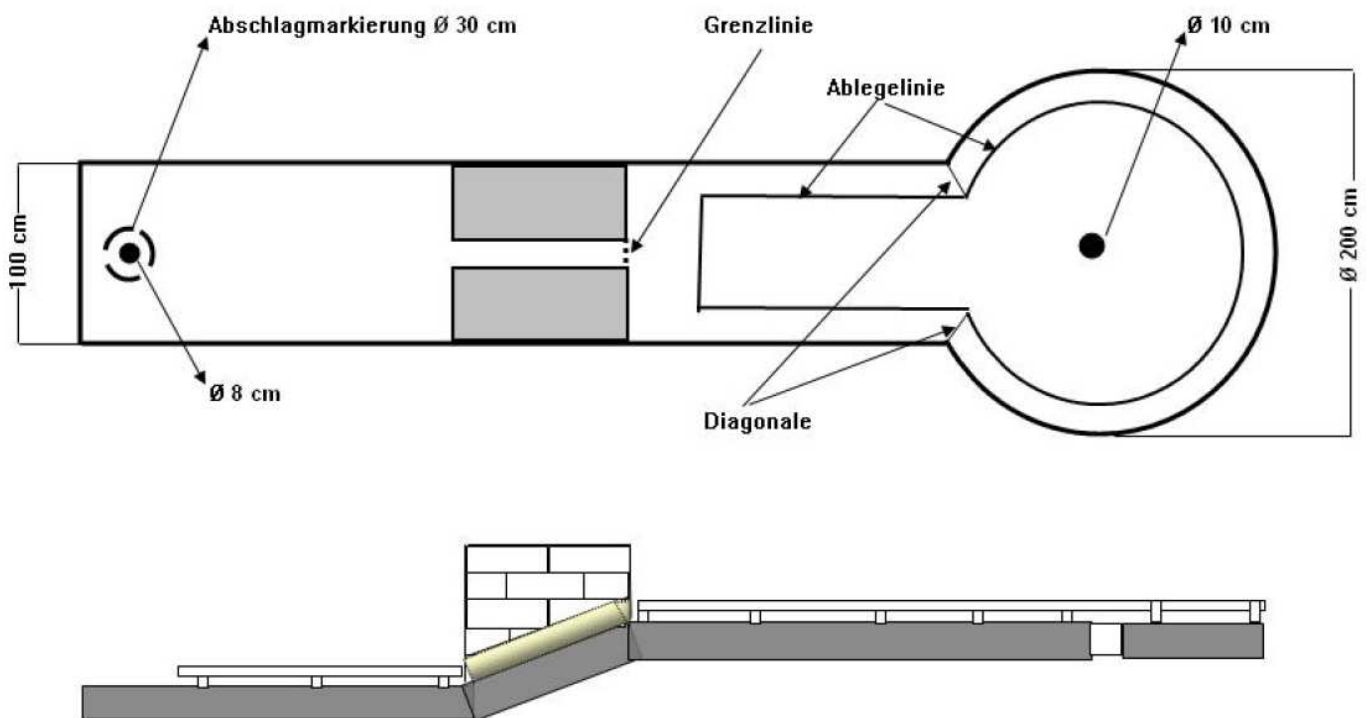 Abschlagmarkierung Ø 30 cm
Grenzlinie
Ø 10 cm
Ablegelinie
100 cm
Ø 200 cm
Ø 8 cm
Diagonale